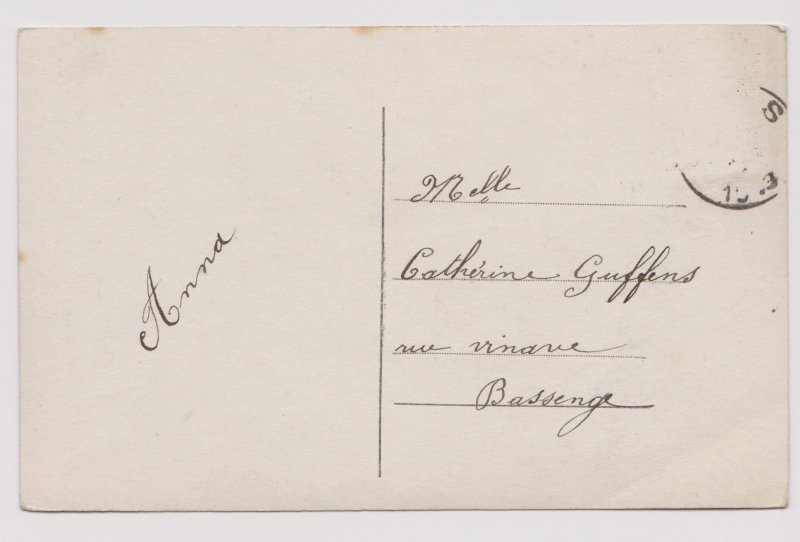 Anna
Melle
Cathérine Guffens
rue vinave
Bassenge
S